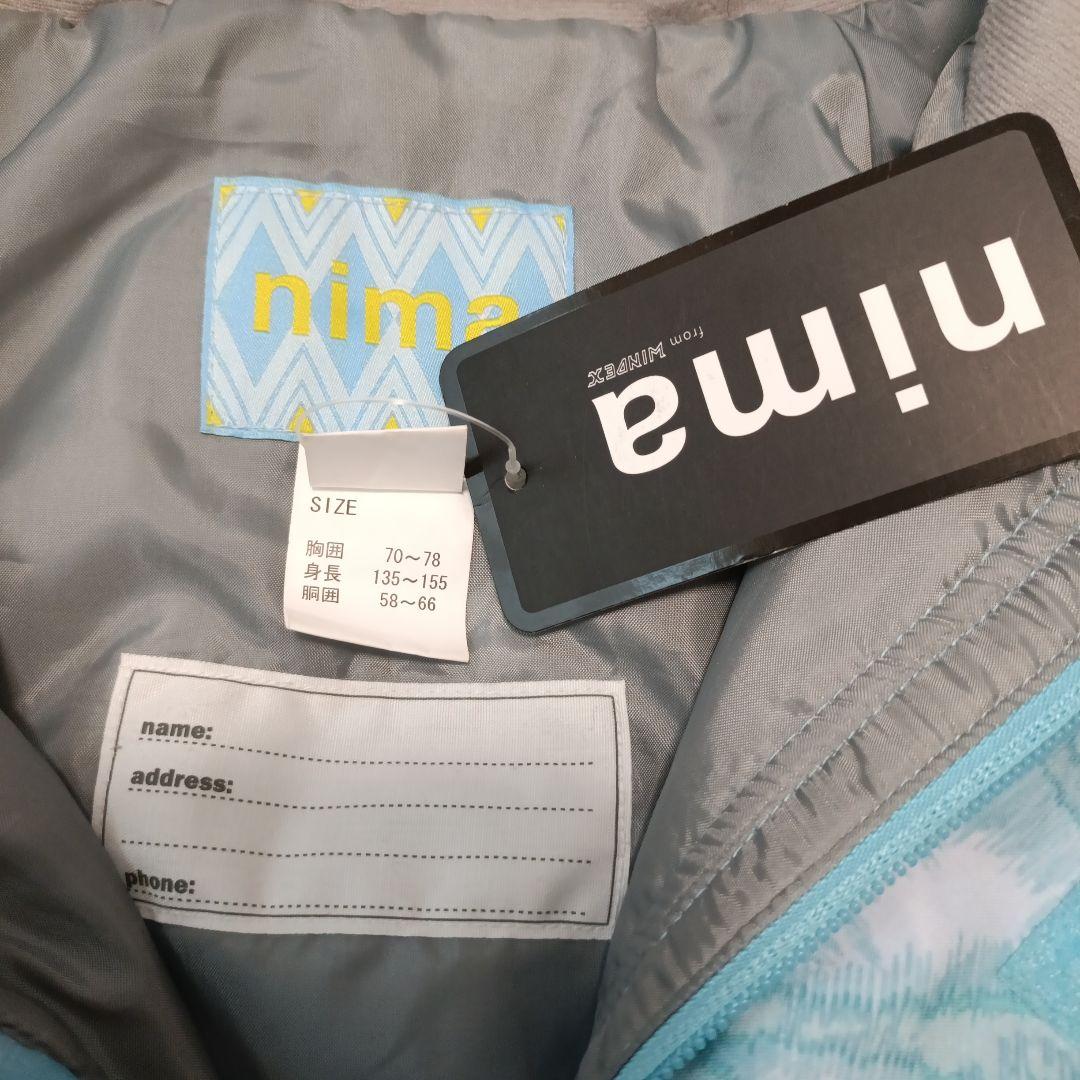 nima
nima
from WINPEX
SIZE
胸囲 70～78
身長 135～155
胴囲 58～66
name:
address:
phone: